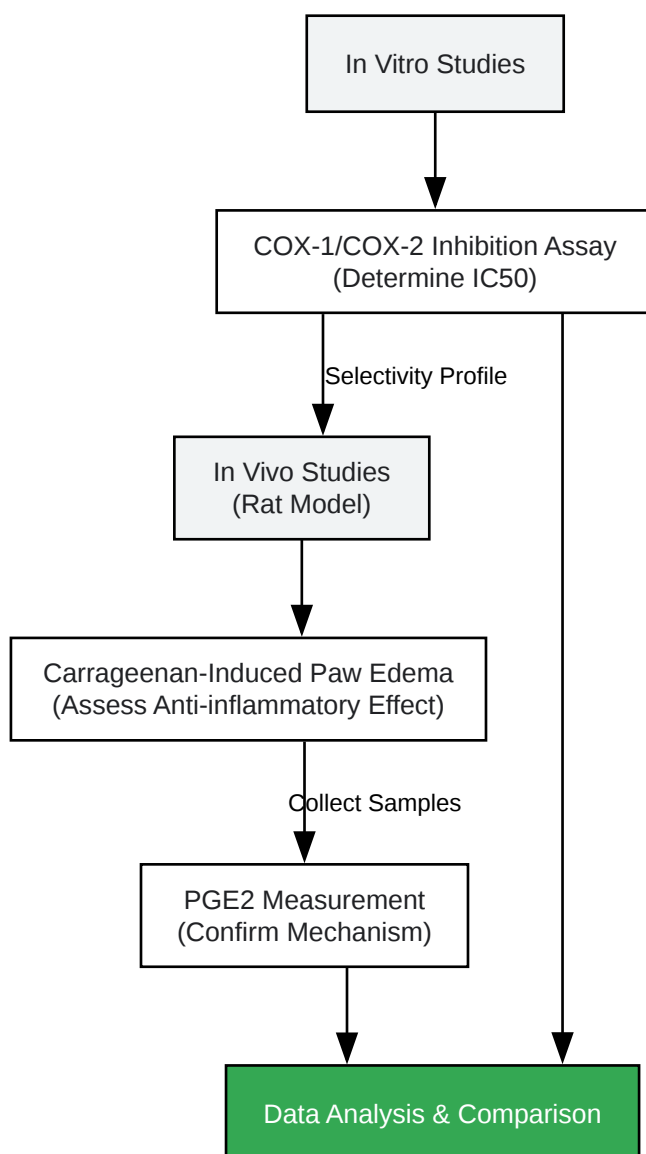 In Vitro Studies
COX-1/COX-2 Inhibition Assay
(Determine IC50)
Selectivity Profile
In Vivo Studies
(Rat Model)
Carrageenan-Induced Paw Edema
(Assess Anti-inflammatory Effect)
Collect Samples
PGE2 Measurement
(Confirm Mechanism)
Data Analysis & Comparison